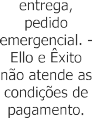 entrega,
pedido
emergencial. -
Ello e Êxito
não atende as
condições de
pagamento.